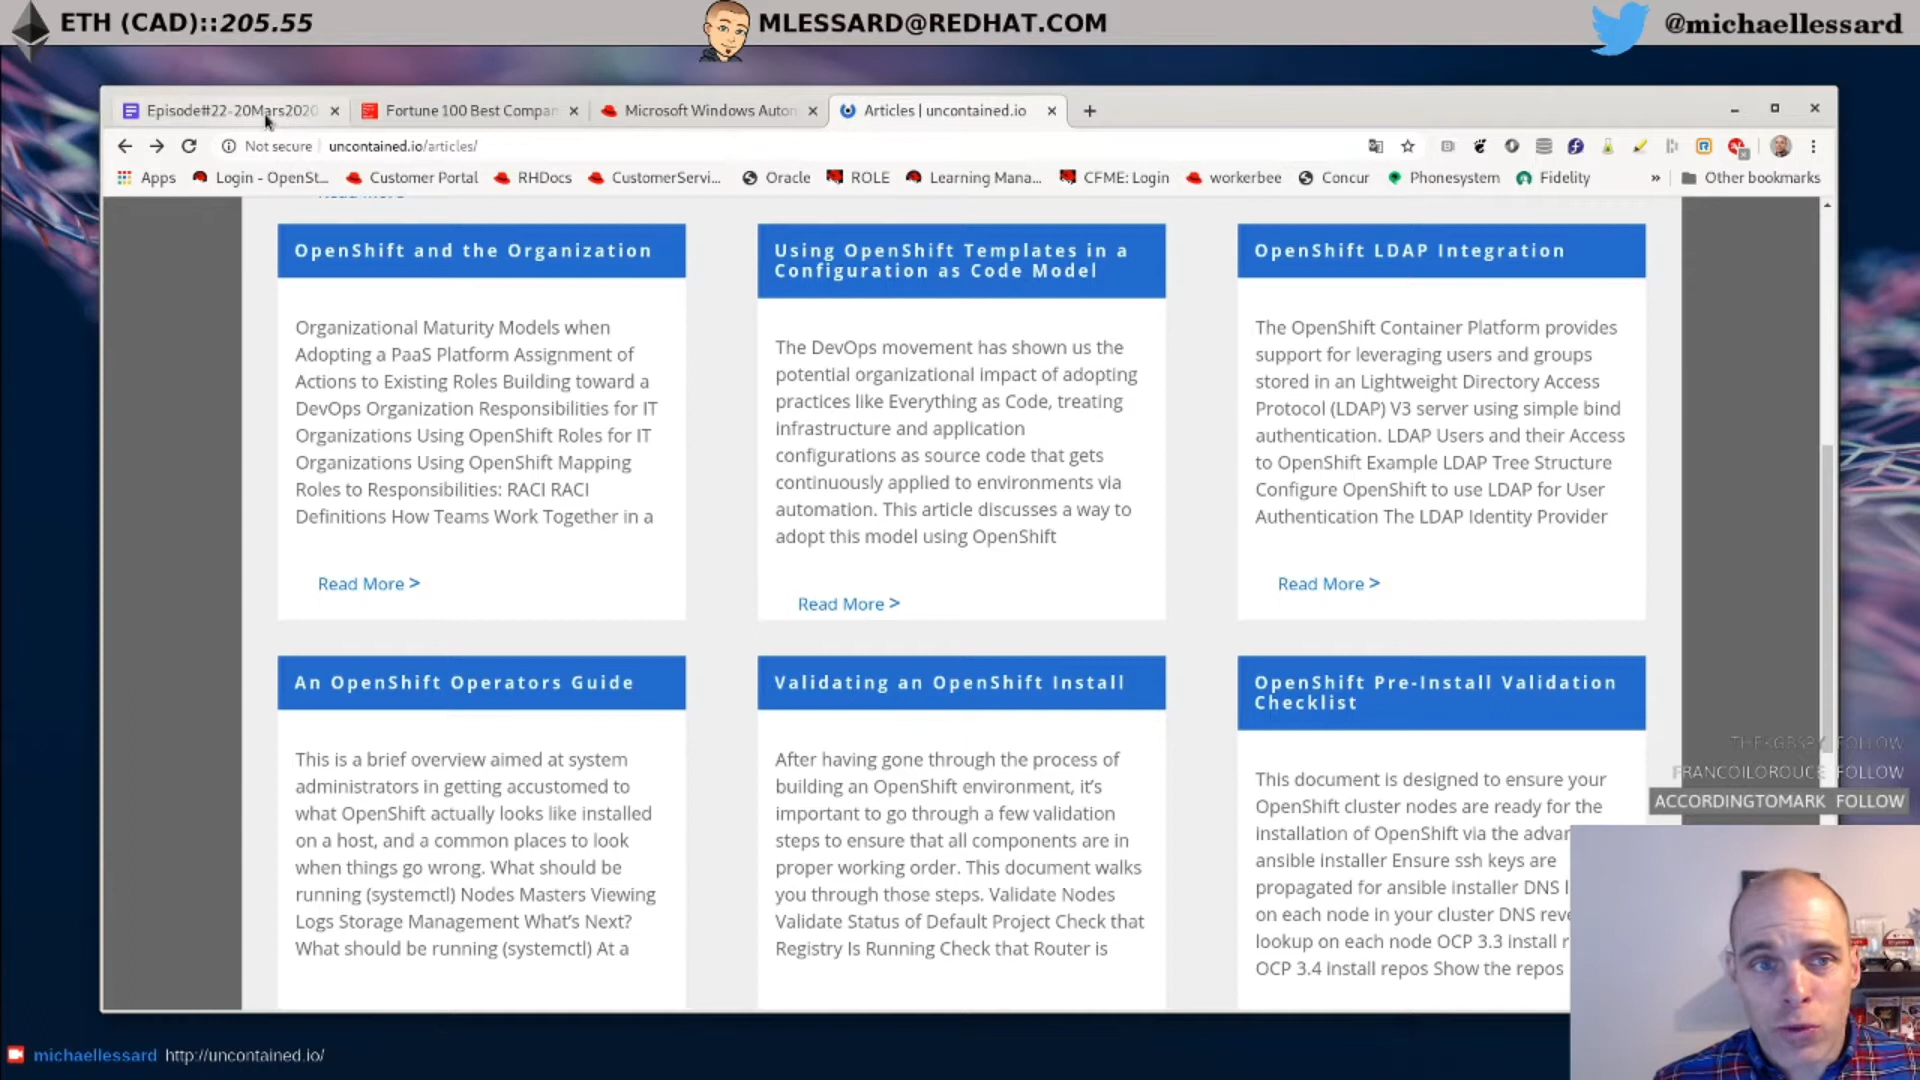 ETH (CAD)::205.55
MLESSARD@REDHAT.COM
@michaellessard
Episode#22-20Mars2020
Fortune 100 Best Compan
Microsoft Windows Auton
Articles | uncontained.io
Not secure
uncontained.io/articles/
Apps
Login - OpenSt...
Customer Portal
RHDocs
CustomerServi...
Oracle
ROLE
Learning Mana...
CFME: Login
workerbee
Concur
Phonesystem
Fidelity
»
Other bookmarks
OpenShift and the Organization
Organizational Maturity Models when
Adopting a PaaS Platform Assignment of
Actions to Existing Roles Building toward a
DevOps Organization Responsibilities for IT
Organizations Using OpenShift Roles for IT
Organizations Using OpenShift Mapping
Roles to Responsibilities: RACI RACI
Definitions How Teams Work Together in a
Read More >
Using OpenShift Templates in a
Configuration as Code Model
The DevOps movement has shown us the
potential organizational impact of adopting
practices like Everything as Code, treating
infrastructure and application
configurations as source code that gets
continuously applied to environments via
automation. This article discusses a way to
adopt this model using OpenShift
Read More >
OpenShift LDAP Integration
The OpenShift Container Platform provides
support for leveraging users and groups
stored in an Lightweight Directory Access
Protocol (LDAP) V3 server using simple bind
authentication. LDAP Users and their Access
to OpenShift Example LDAP Tree Structure
Configure OpenShift to use LDAP for User
Authentication The LDAP Identity Provider
Read More >
An OpenShift Operators Guide
This is a brief overview aimed at system
administrators in getting accustomed to
what OpenShift actually looks like installed
on a host, and a common places to look
when things go wrong. What should be
running (systemctl) Nodes Masters Viewing
Logs Storage Management What's Next?
What should be running (systemctl) At a
Validating an OpenShift Install
After having gone through the process of
building an OpenShift environment, it's
important to go through a few validation
steps to ensure that all components are in
proper working order. This document walks
you through those steps. Validate Nodes
Validate Status of Default Project Check that
Registry Is Running Check that Router is
OpenShift Pre-Install Validation
Checklist
This document is designed to ensure your
OpenShift cluster nodes are ready for the
installation of OpenShift via the advan
ansible installer Ensure ssh keys are
propagated for ansible installer DNS
on each node in your cluster DNS reve
lookup on each node OCP 3.3 install r
OCP 3.4 install repos Show the repos
FOLLOW
FRANCOILOROUCE FOLLOW
ACCORDINGTOMARK FOLLOW
michaellessard http://uncontained.io/